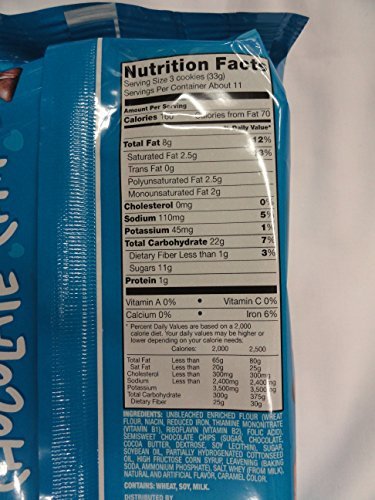 Nutrition Facts
Serving Size 3 cookies (33g)
Servings Per Container About 11
Amount Per Serving
Calories 160 Calories from Fat 70
% Daily Value*
Total Fat 8g 12%
Saturated Fat 2.5g 13%
Trans Fat 0g
Polyunsaturated Fat 2.5g
Monounsaturated Fat 2g
Cholesterol 0mg 0%
Sodium 110mg 5%
Potassium 45mg 1%
Total Carbohydrate 22g 7%
Dietary Fiber Less than 1g 3%
Sugars 11g
Protein 1g
Vitamin A 0% • Vitamin C 0%
Calcium 0% • Iron 6%
* Percent Daily Values are based on a 2,000
calorie diet. Your daily values may be higher or
lower depending on your calorie needs.
Calories: 2,000 2,500
Total Fat Less than 65g 80g
Sat Fat Less than 20g 25g
Cholesterol Less than 300mg 300mg
Sodium Less than 2,400mg 2,400mg
Potassium 3,500mg 3,500mg
Total Carbohydrate 300g 375g
Dietary Fiber 25g 30g
INGREDIENTS: UNBLEACHED ENRICHED FLOUR (WHEAT
FLOUR, NIACIN, REDUCED IRON, THIAMINE MONONITRATE
(VITAMIN B1), RIBOFLAVIN (VITAMIN B2), FOLIC ACID),
SEMISWEET CHOCOLATE CHIPS (SUGAR, CHOCOLATE,
COCOA BUTTER, DEXTROSE, SOY LECITHIN), SUGAR,
SOYBEAN OIL, PARTIALLY HYDROGENATED COTTONSEED
OIL, HIGH FRUCTOSE CORN SYRUP, LEAVENING (BAKING
SODA, AMMONIUM PHOSPHATE), SALT, WHEY (FROM MILK),
NATURAL AND ARTIFICIAL FLAVOR, CARAMEL COLOR.
CONTAINS: WHEAT, SOY, MILK.